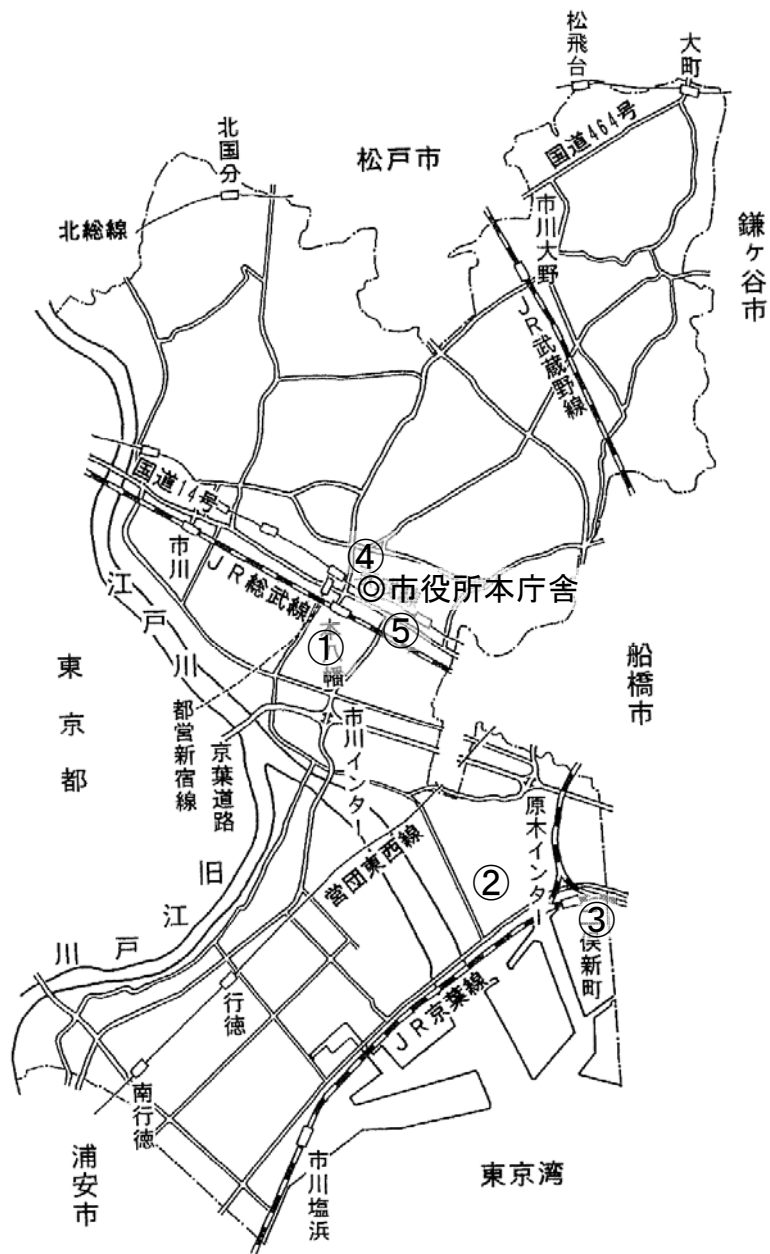 松飛台
大町
国道464号
北国分
松戸市
北総線
市川大野
鎌ヶ谷市
JR武蔵野線
国道14号
市川
JR総武線
④
◎市役所本庁舎
⑤
①
本八幡
江戸川
東京都
船橋市
都営新宿線
京葉道路
市川インター
原木インター
営団東西線
②
③
二俣新町
旧江戸川
行徳
JR京葉線
南行徳
市川塩浜
浦安市
東京湾